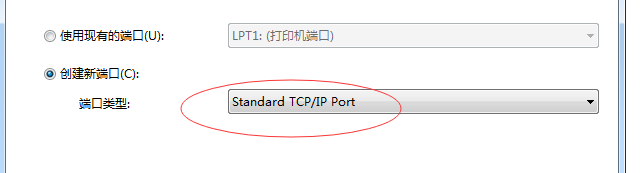 使用现有的端口(U): LPT1: (打印机端口)
创建新端口(C):
端口类型: Standard TCP/IP Port